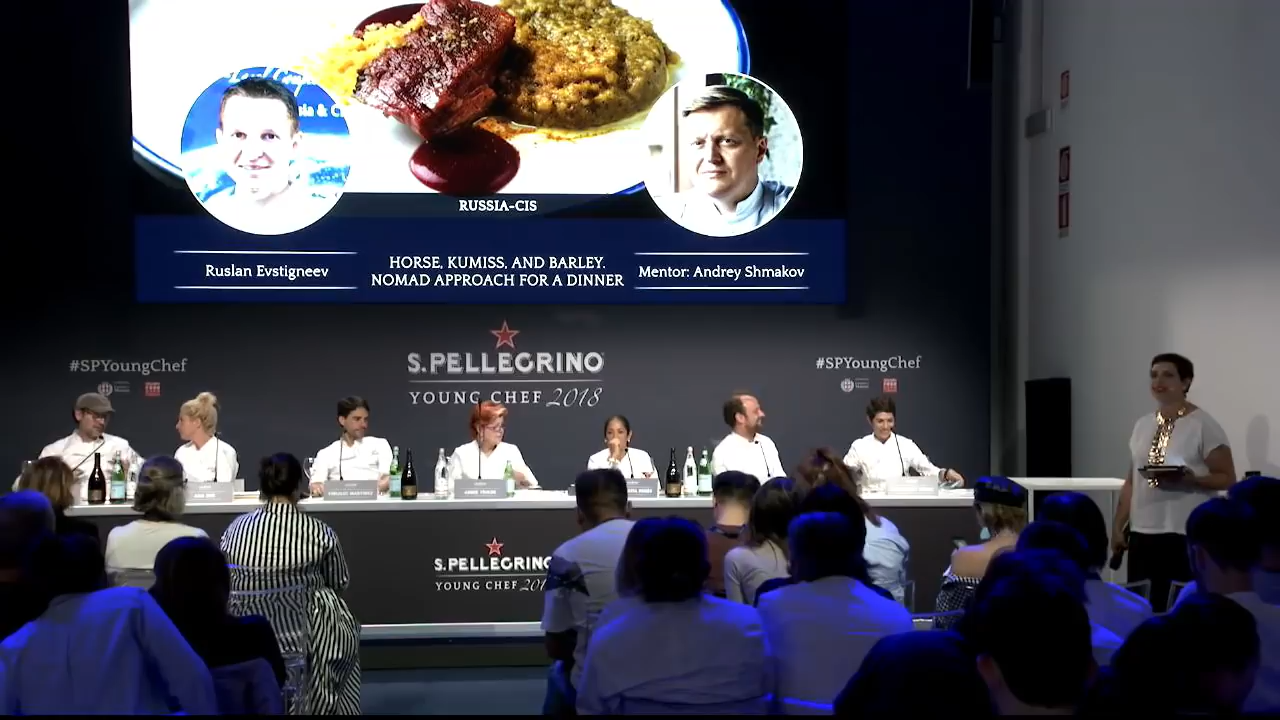 RUSSIA-CIS
Ruslan Evstigneev
HORSE, KUMISS, AND BARLEY.
NOMAD APPROACH FOR A DINNER
Mentor: Andrey Shmakov
#SPYoungChef
S.PELLEGRINO
YOUNG CHEF 2018
#SPYoungChef
S.PELLEGRINO
YOUNG CHEF 201